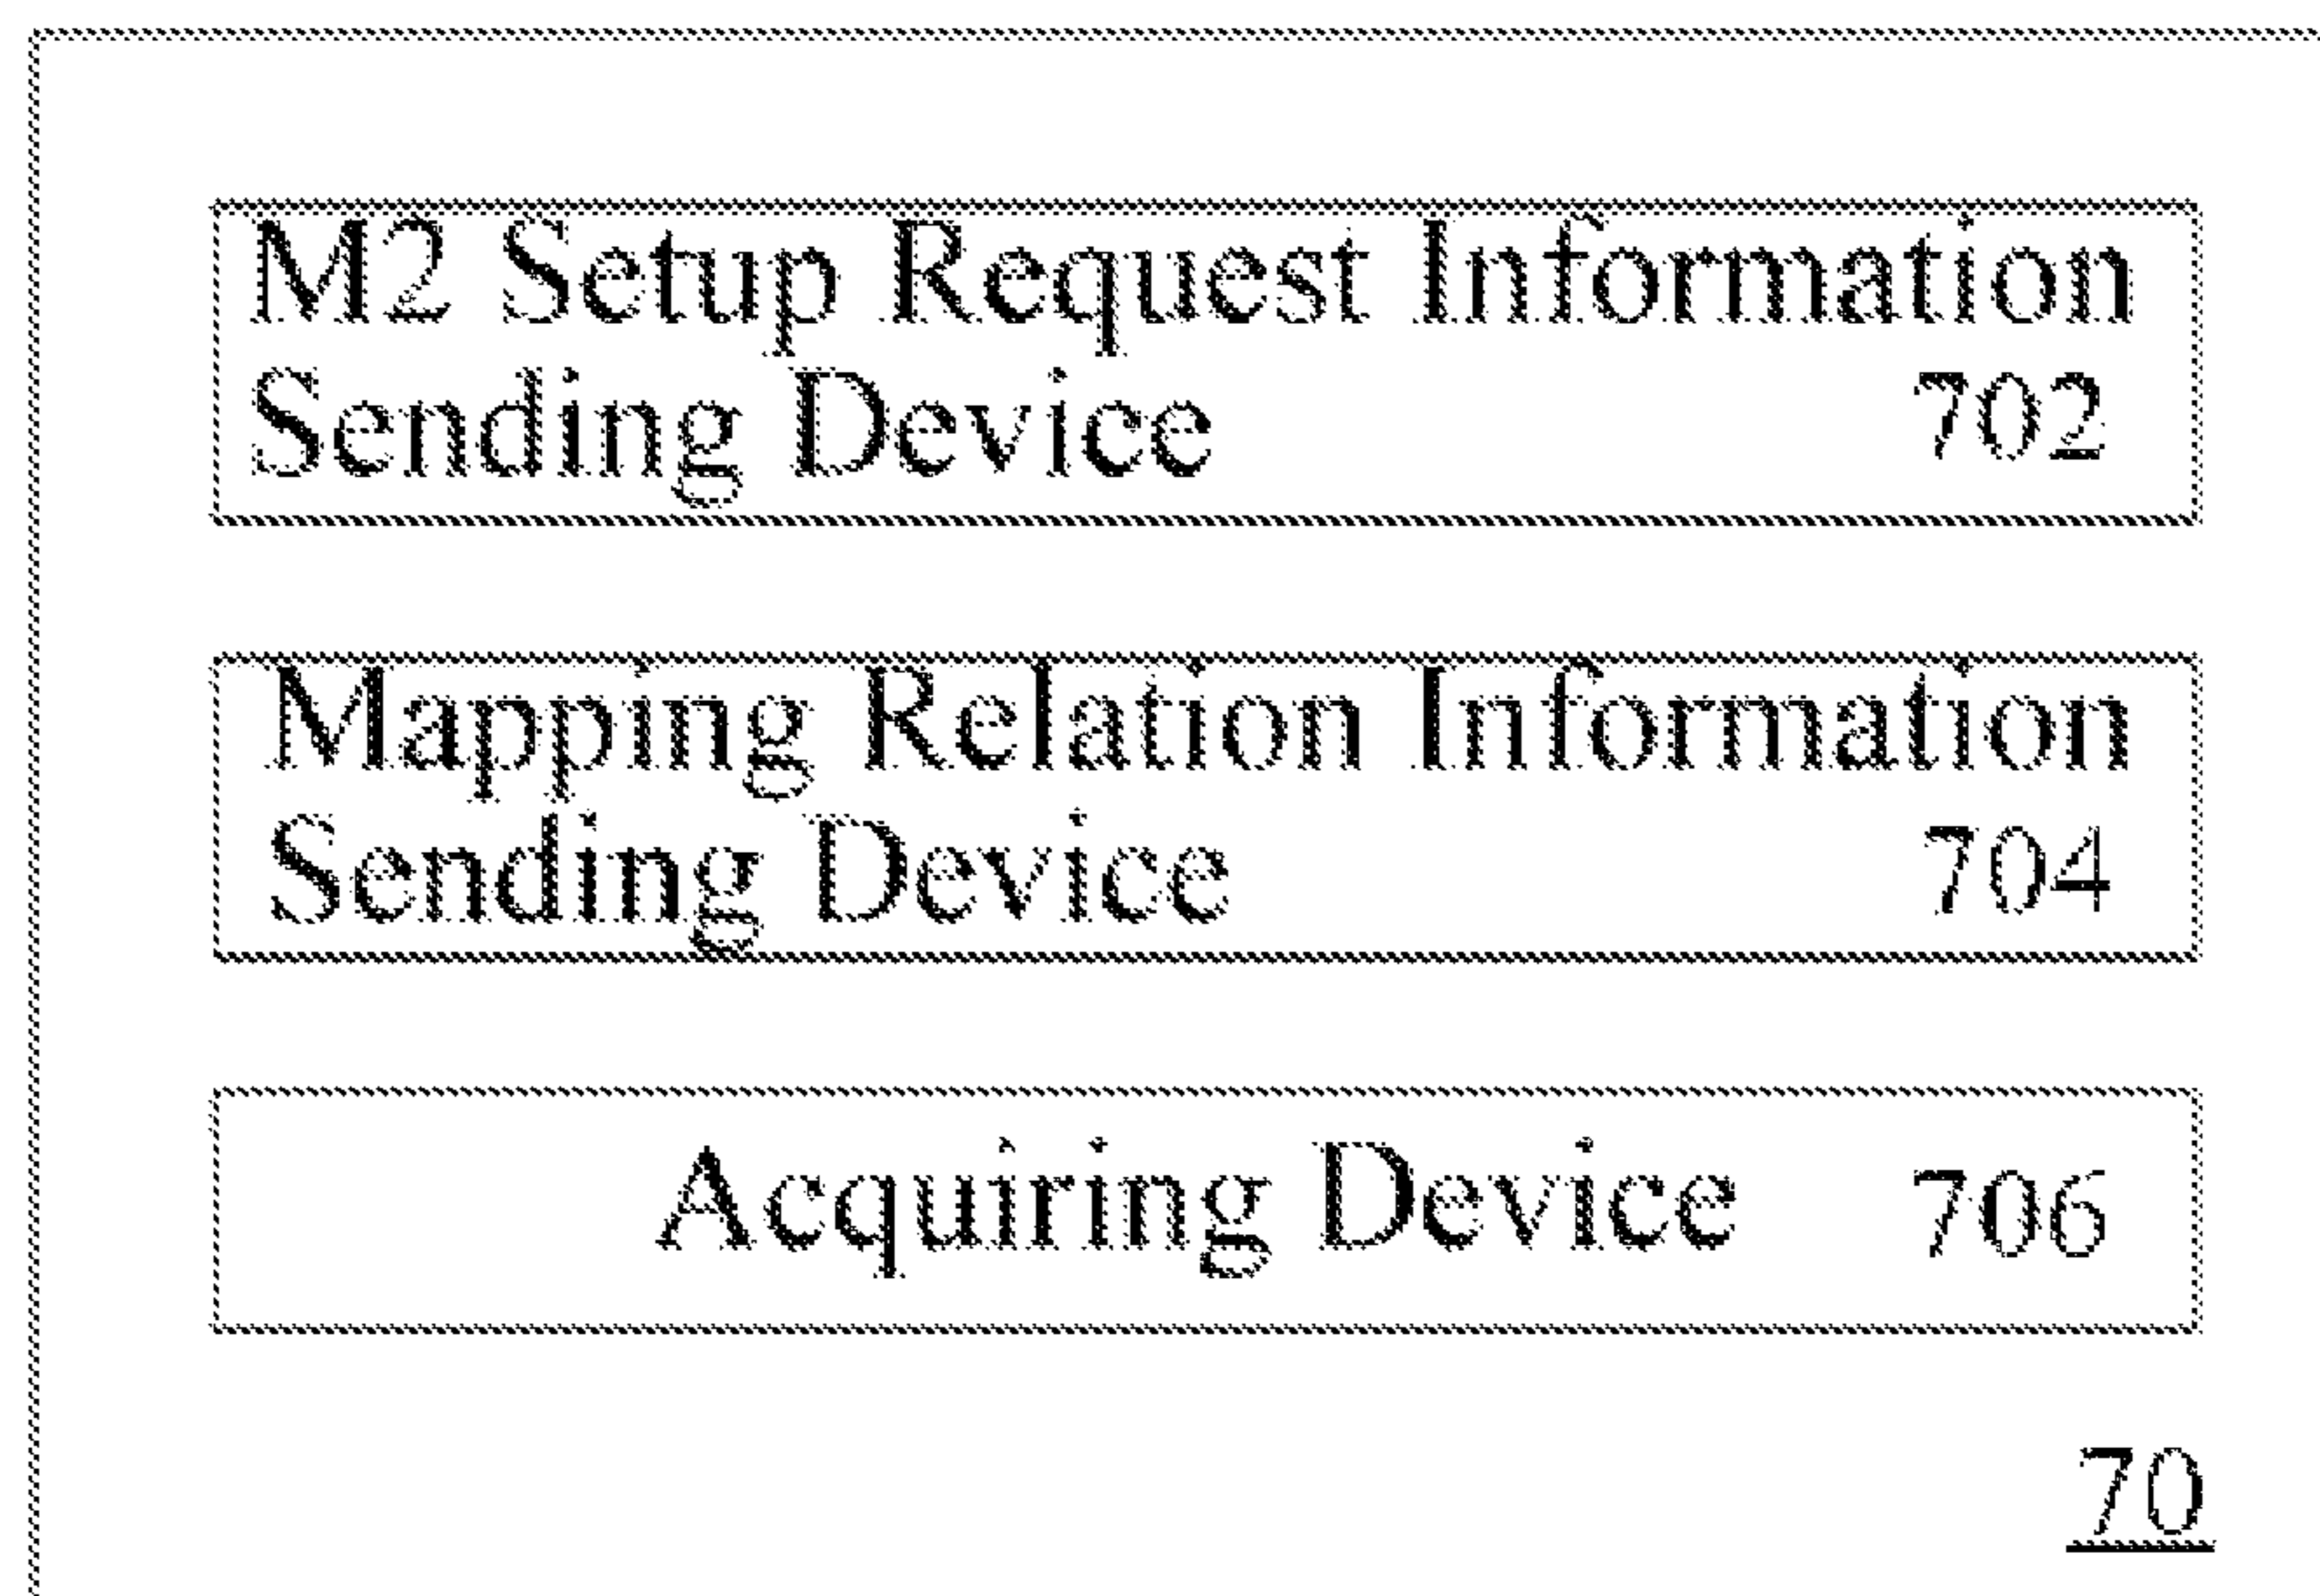 M2 Setup Request Information
Sending Device 702
Mapping Relation Information
Sending Device 704
Acquiring Device 706
70